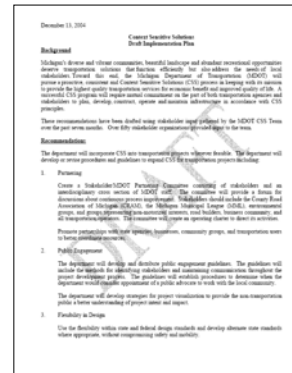 December 13, 2004
Context Sensitive Solutions
Draft Implementation Plan
Background
Michigan's diverse and vibrant communities, beautiful landscape and abundant recreational opportunities
deserve transportation solutions that function efficiently but also address the needs of local
stakeholders. Toward this end, the Michigan Department of Transportation (MDOT) will
pursue a proactive, consistent and Context Sensitive Solutions (CSS) process in keeping with its mission
to provide the highest quality transportation services for economic benefit and improved quality of life. A
successful CSS program will require mutual commitment on the part of both transportation agencies and
stakeholders to plan, develop, construct, operate and maintain infrastructure in accordance with CSS
principles.
These recommendations have been drafted using stakeholder input gathered by the MDOT CSS Team
over the past seven months. Over fifty stakeholder organizations provided input to the team.
Recommendations
The department will incorporate CSS into transportation projects wherever feasible. The department will
develop or revise procedures and guidelines to expand CSS for transportation projects including:
1. Partnering
Create a Stakeholder/MDOT Partnering Committee consisting of stakeholders and an
interdisciplinary cross section of MDOT staff. The committee will provide a forum for
discussions about continuous process improvement. Stakeholders should include the County Road
Association of Michigan (CRAM), the Michigan Municipal League (MML), environmental
groups, and groups representing non-motorized interests, road builders, business community, and
all transportation operators. The committee will create an operating charter to direct its activities.
Promote partnerships with state agencies, businesses, community groups, and transportation users
to better coordinate resources.
2. Public Engagement
The department will develop and distribute public engagement guidelines. The guidelines will
include the methods for identifying stakeholders and maintaining communication throughout the
project development process. The guidelines will establish procedures to determine when the
department would consider appointment of a public advocate to work with the local community.
The department will develop strategies for project visualization to provide the non-transportation
public a better understanding of project intent and impact.
3. Flexibility in Design
Use the flexibility within state and federal design standards and develop alternate state standards
where appropriate, without compromising safety and mobility.
DRAFT